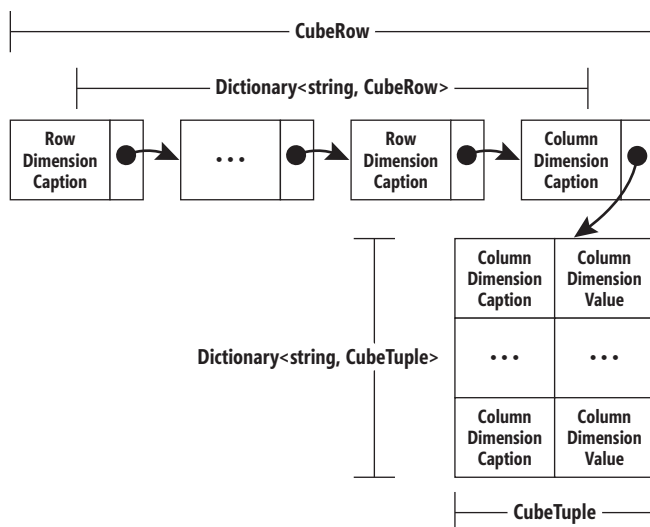 CubeRow
Dictionary<string, CubeRow>
Row
Dimension
Caption
...
Row
Dimension
Caption
Column
Dimension
Caption
Column
Dimension
Caption
Column
Dimension
Value
Dictionary<string, CubeTuple>
...
...
Column
Dimension
Caption
Column
Dimension
Value
CubeTuple